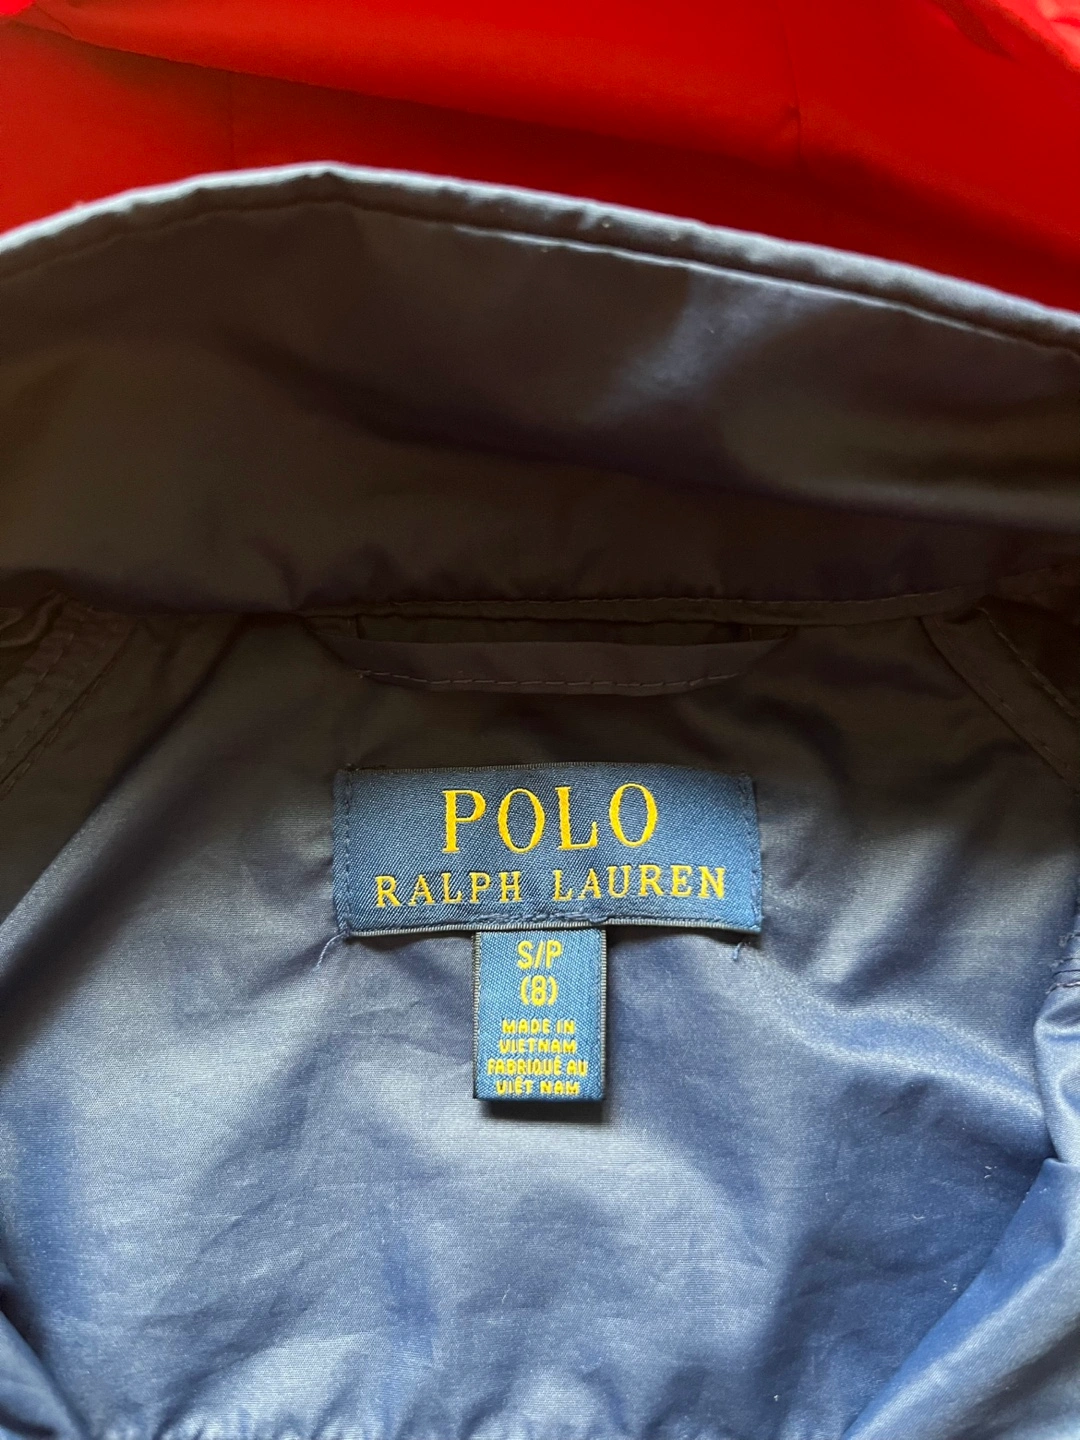 POLO
RALPH LAUREN
S/P
(8)
MADE IN
VIETNAM
FABRIQUÉ AU
VIÊT NAM